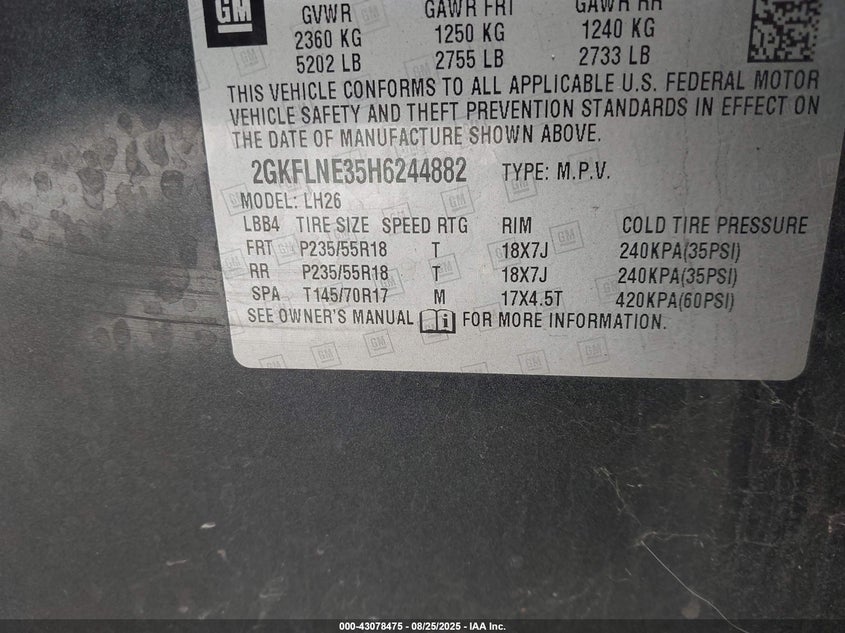 GM GVWR GAWR FRT GAWR RR
2360 KG 1250 KG 1240 KG
5202 LB 2755 LB 2733 LB
THIS VEHICLE CONFORMS TO ALL APPLICABLE U.S. FEDERAL MOTOR
VEHICLE SAFETY AND THEFT PREVENTION STANDARDS IN EFFECT ON
THE DATE OF MANUFACTURE SHOWN ABOVE.
2GKFLNE35H6244882 TYPE: M.P.V.
MODEL: LH26
LBB4 TIRE SIZE SPEED RTG RIM COLD TIRE PRESSURE
FRT P235/55R18 T 18X7J 240KPA(35PSI)
RR P235/55R18 T 18X7J 240KPA(35PSI)
SPA T145/70R17 M 17X4.5T 420KPA(60PSI)
SEE OWNER'S MANUAL i FOR MORE INFORMATION.
000-43078475 - 08/25/2025 - IAA Inc.